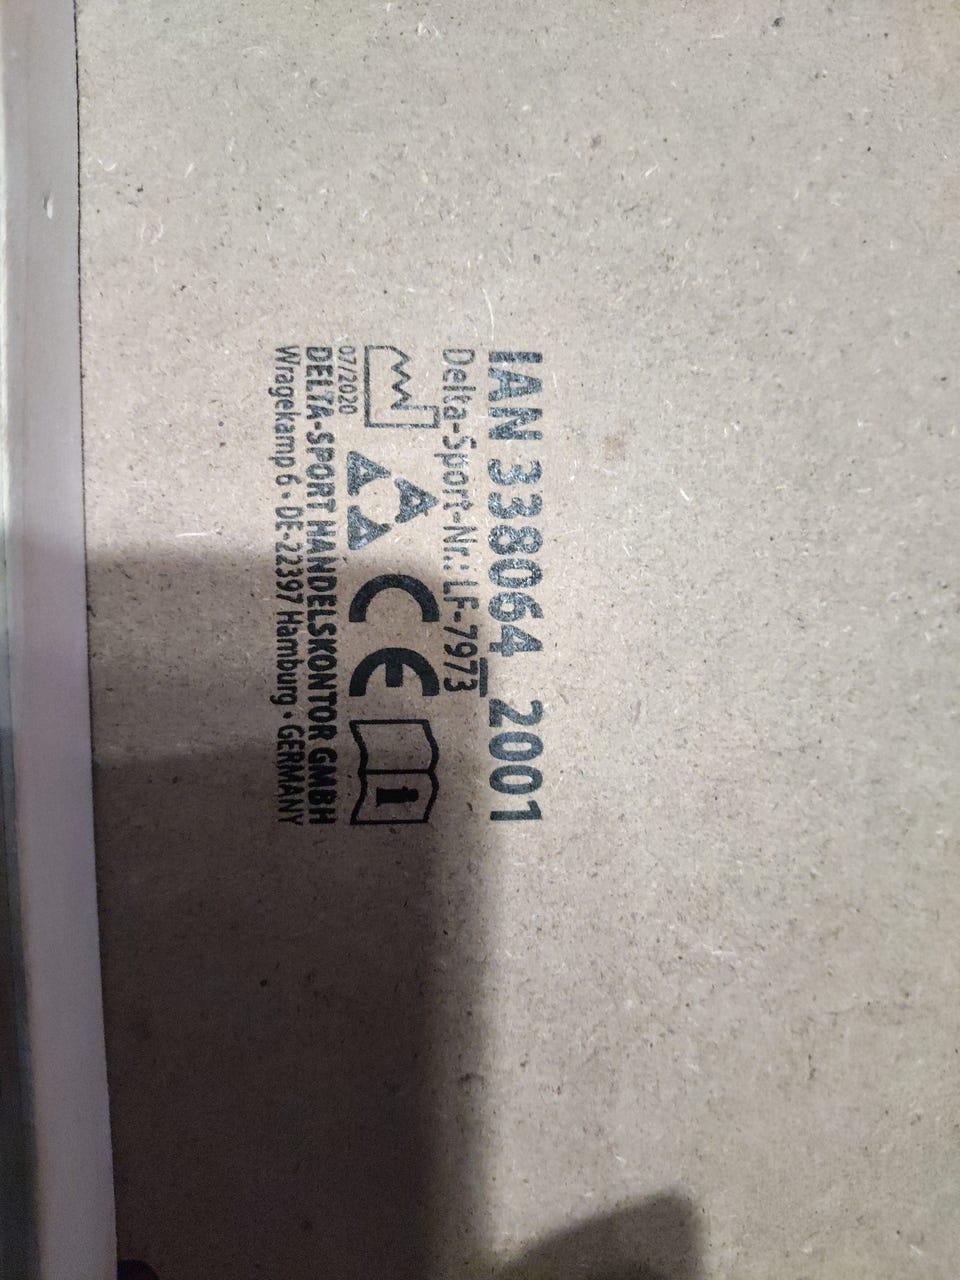 IAN 338064_2001
Delta-Sport-Nr.: LF-7973
CE i
07/2020
DELTA-SPORT HANDELSKONTOR GMBH
Wragekamp 6 • DE-22397 Hamburg • GERMANY